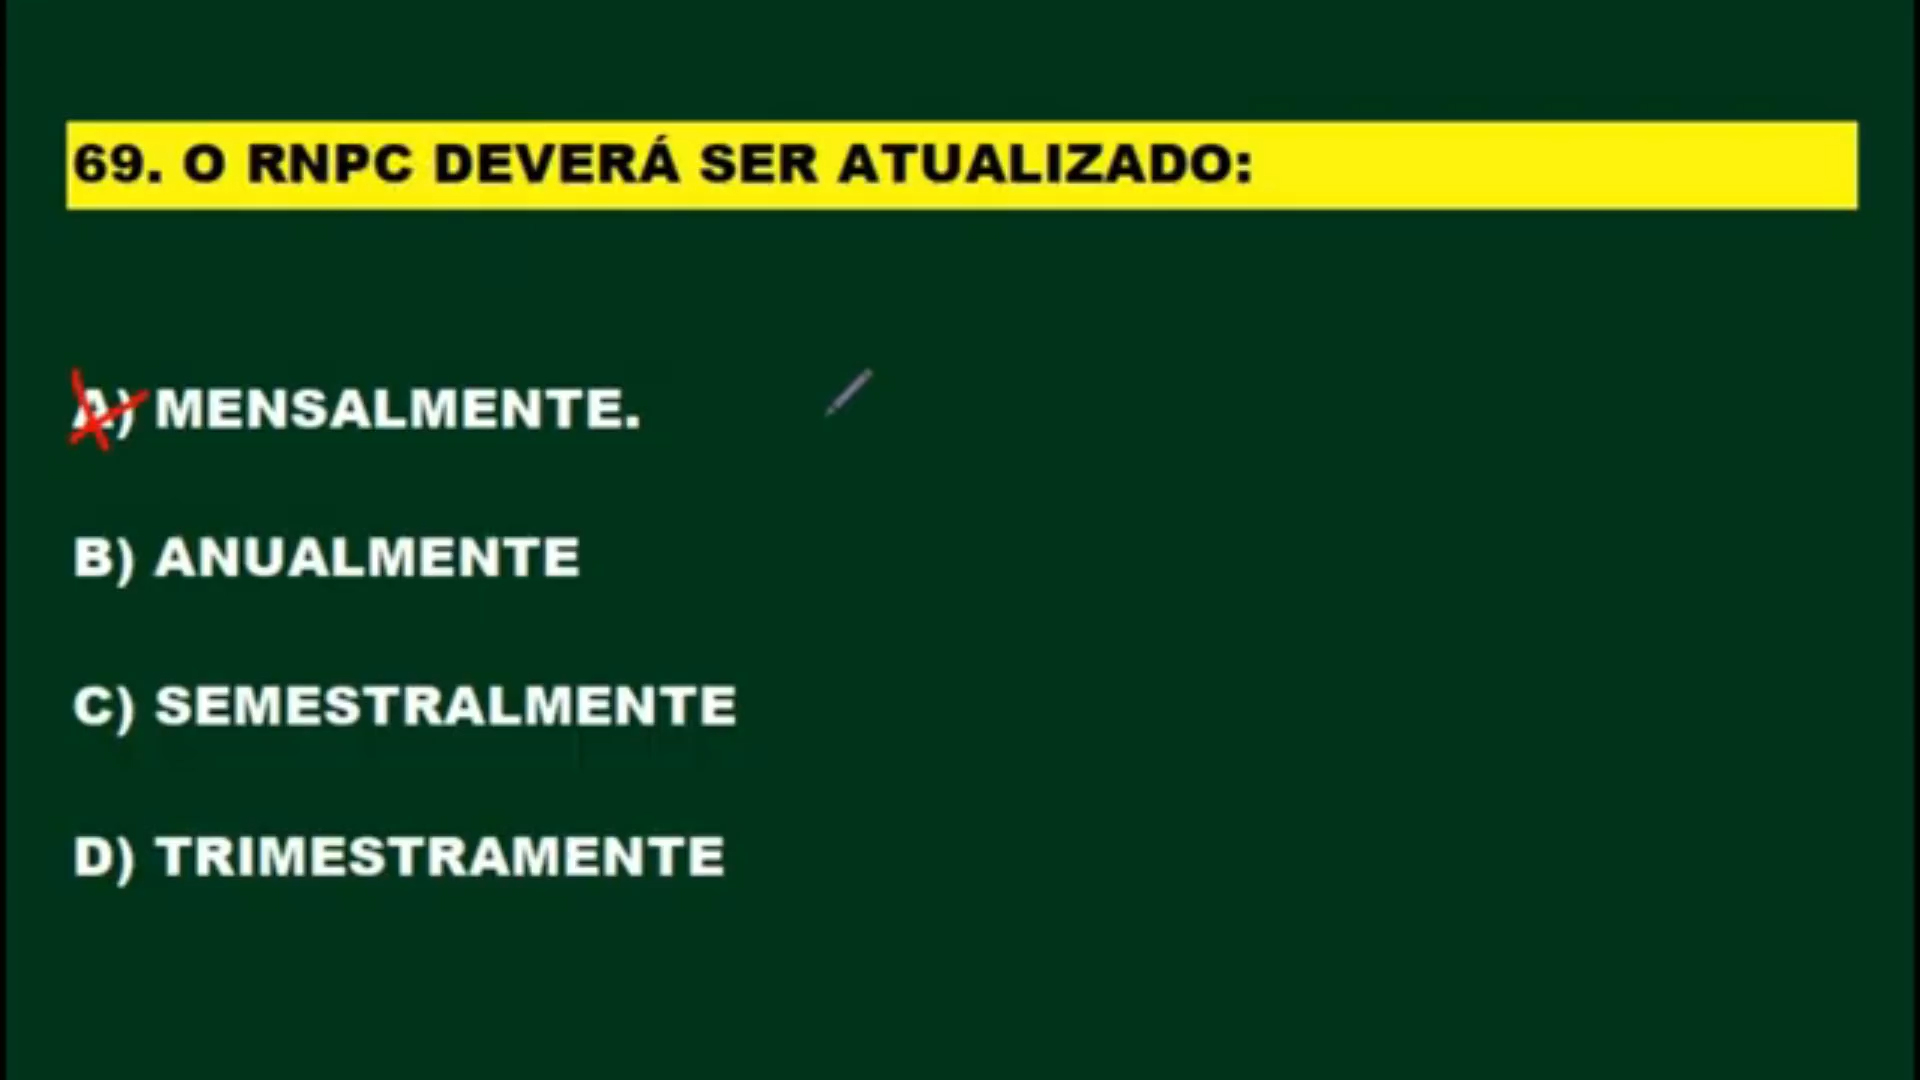 69. O RNPC DEVERÁ SER ATUALIZADO:
A) MENSALMENTE.
B) ANUALMENTE
C) SEMESTRALMENTE
D) TRIMESTRAMENTE